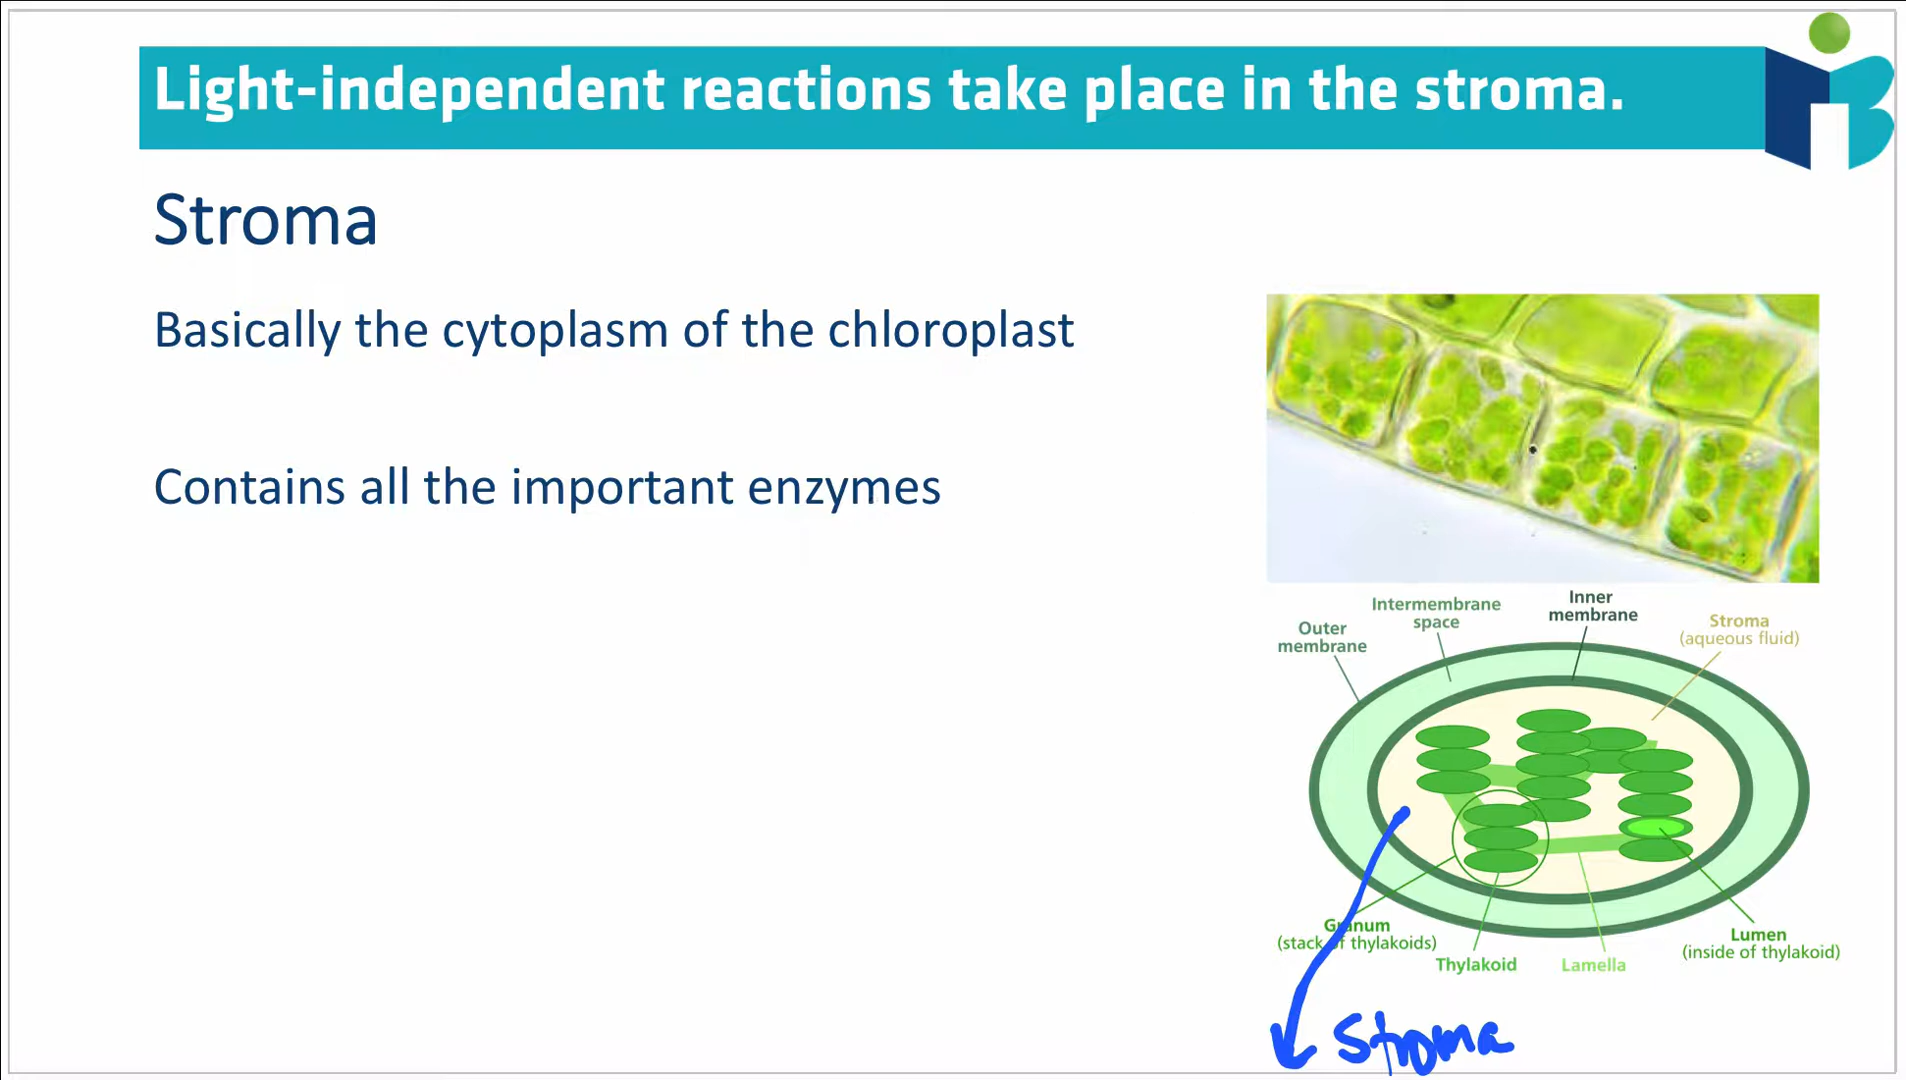 Light-independent reactions take place in the stroma.
Stroma
Basically the cytoplasm of the chloroplast
Contains all the important enzymes
Outer
membrane
Intermembrane
space
Inner
membrane
Stroma
(aqueous fluid)
Granum
(stack of thylakoids)
Thylakoid
Lamella
Lumen
(inside of thylakoid)
Stroma